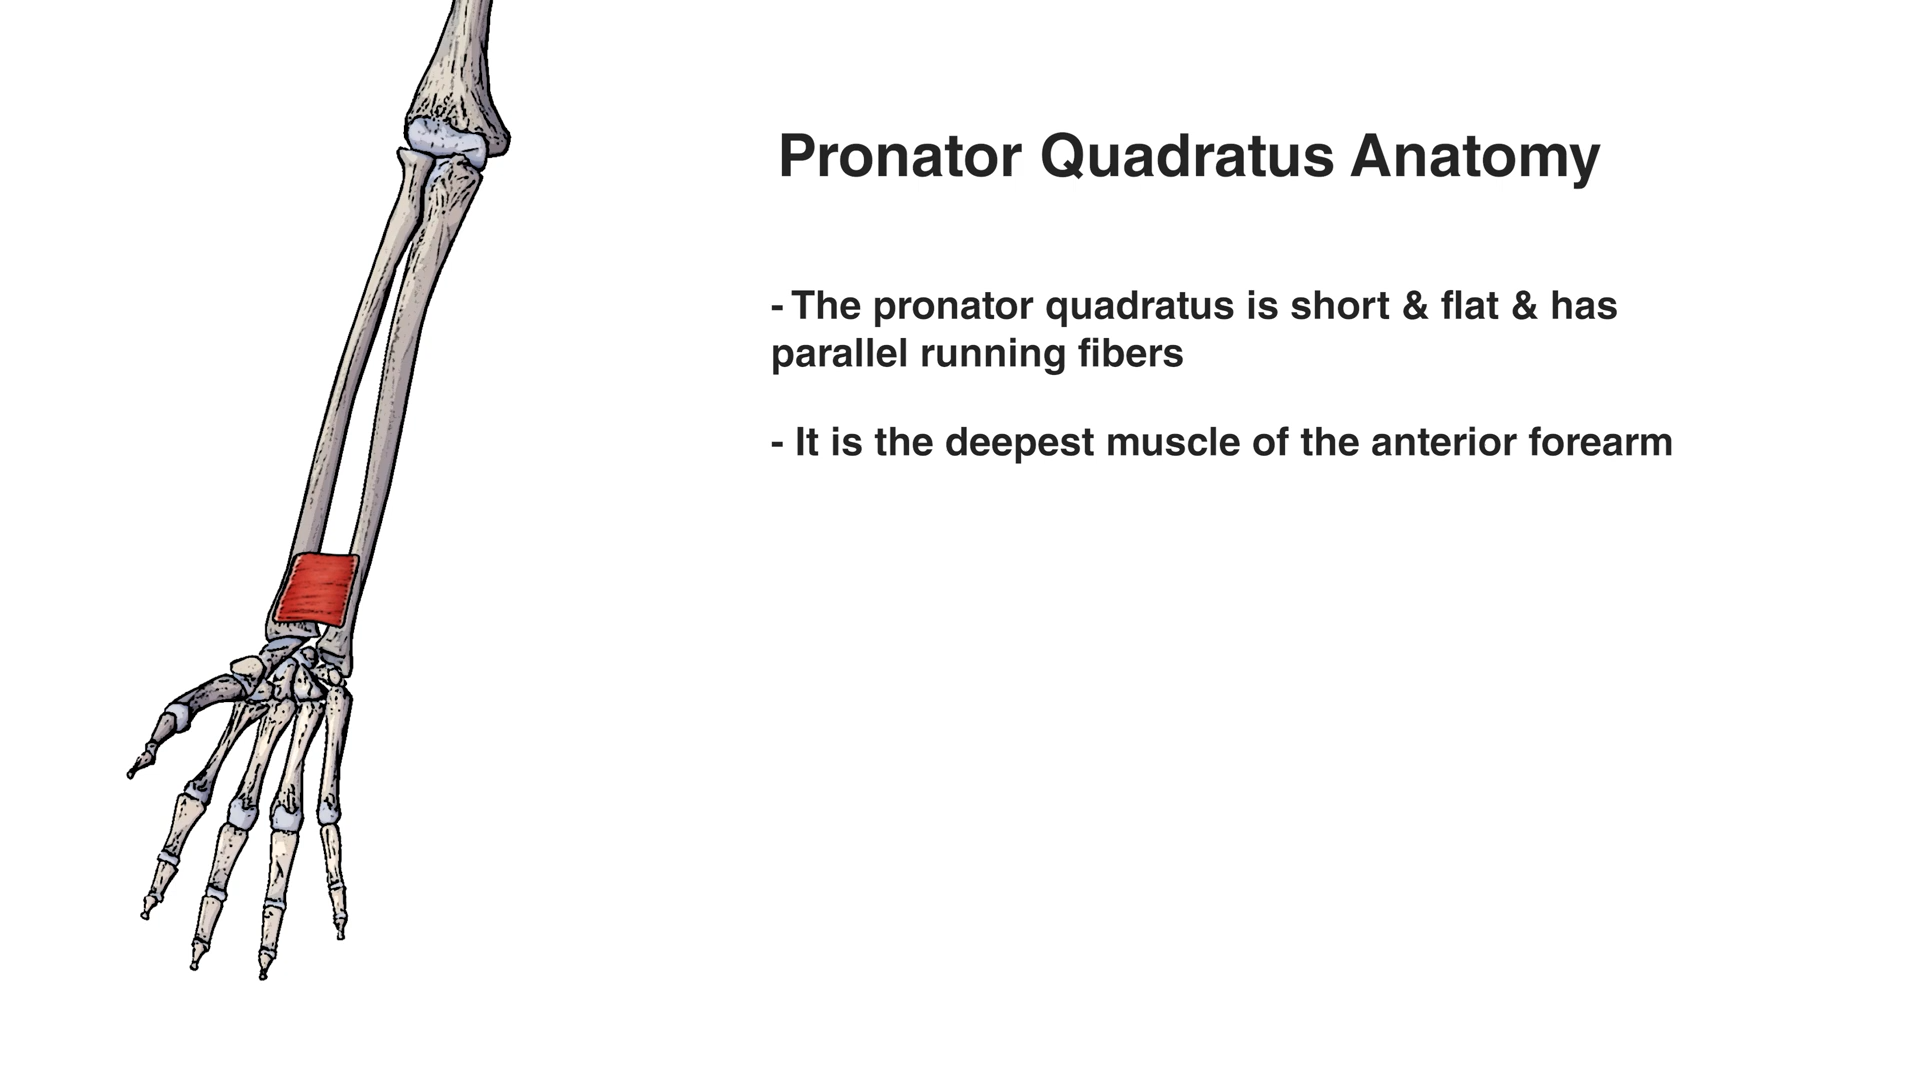 Pronator Quadratus Anatomy
- The pronator quadratus is short & flat & has
parallel running fibers
- It is the deepest muscle of the anterior forearm